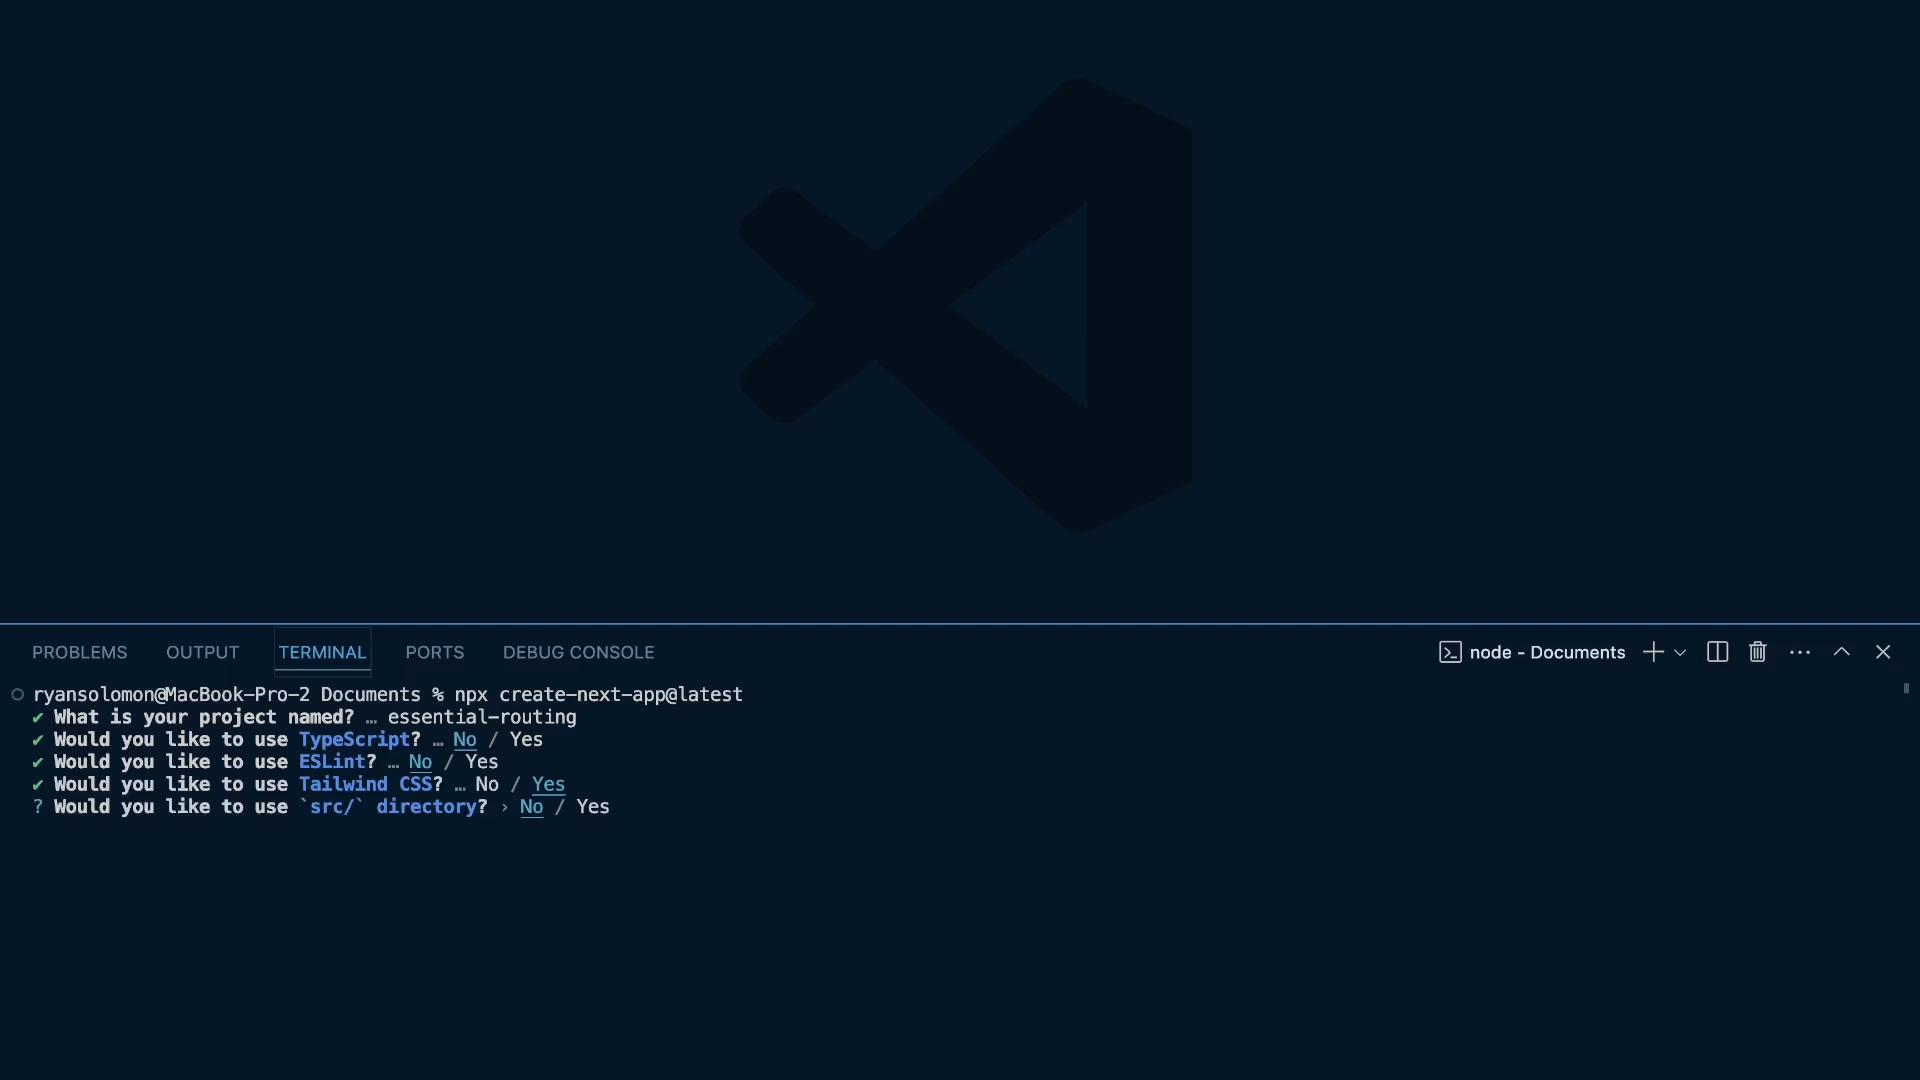 PROBLEMS OUTPUT TERMINAL PORTS DEBUG CONSOLE node - Documents
ryansolomon@MacBook-Pro-2 Documents % npx create-next-app@latest
✔ What is your project named? … essential-routing
✔ Would you like to use TypeScript? … No / Yes
✔ Would you like to use ESLint? … No / Yes
✔ Would you like to use Tailwind CSS? … No / Yes
? Would you like to use `src/` directory? › No / Yes